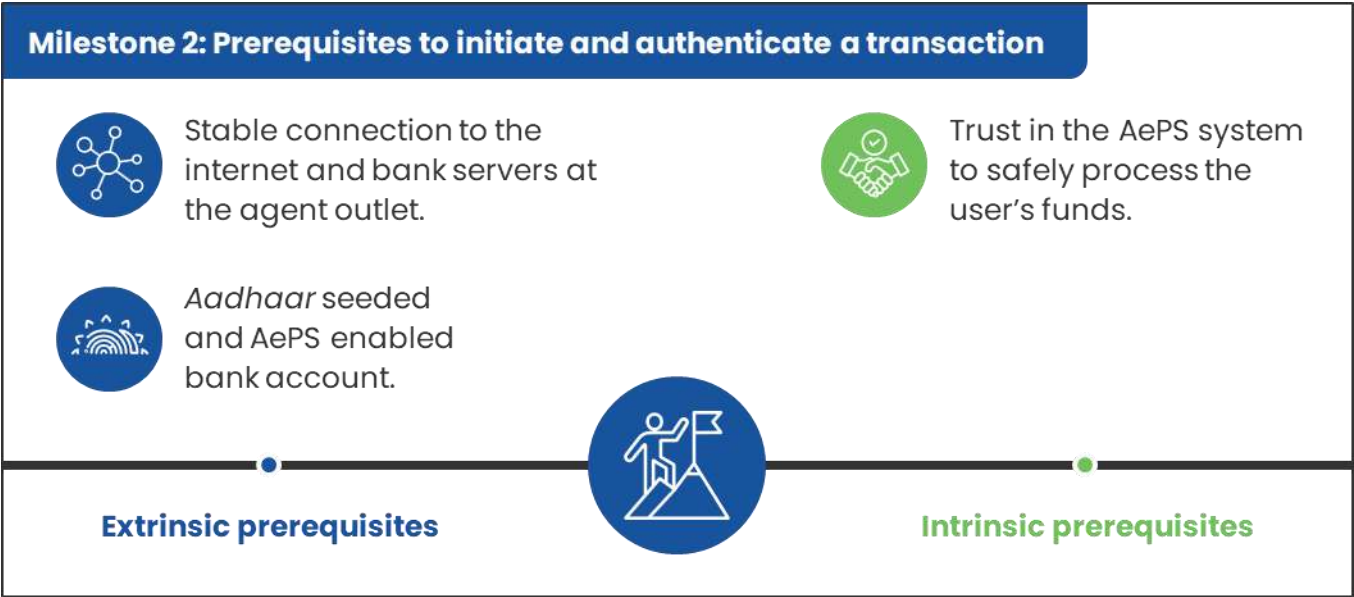 Milestone 2: Prerequisites to initiate and authenticate a transaction
Stable connection to the
internet and bank servers at
the agent outlet.
Aadhaar seeded
and AePS enabled
bank account.
Trust in the AePS system
to safely process the
user’s funds.
Extrinsic prerequisites
Intrinsic prerequisites